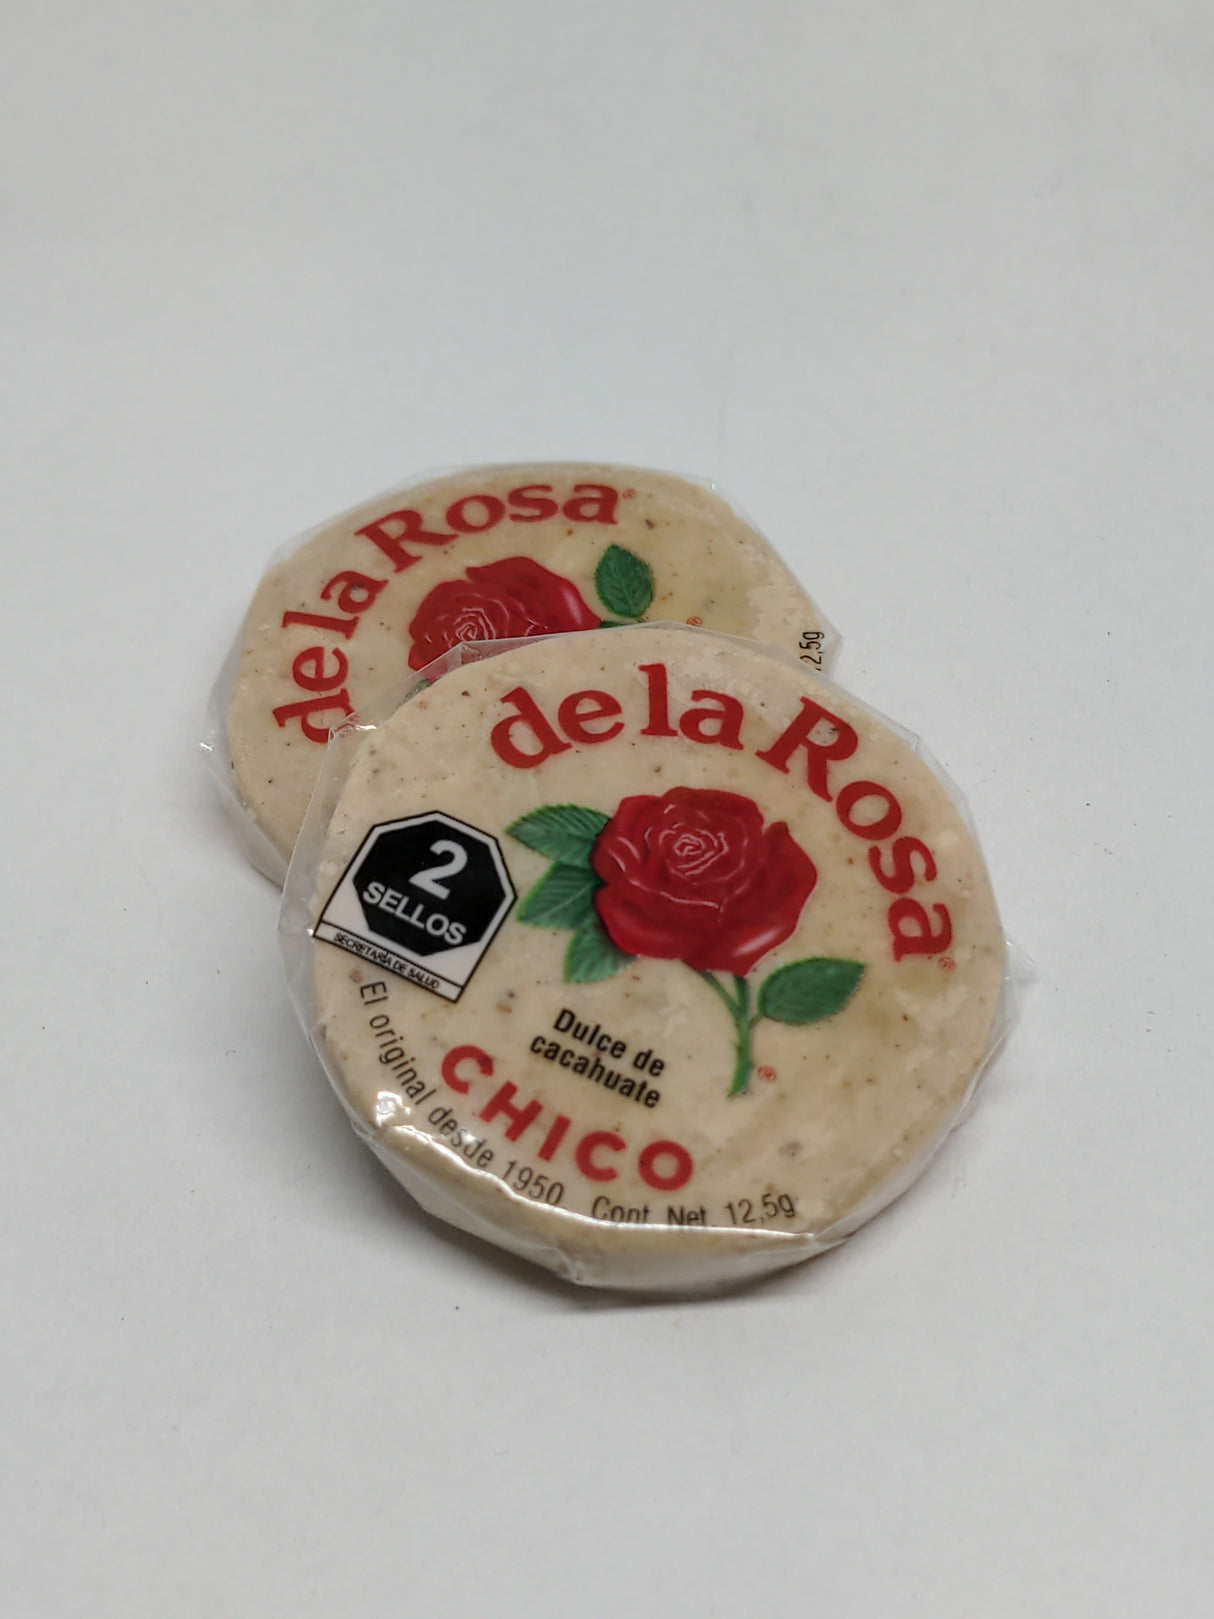 de la Rosa®
®
2,5g
de la Rosa®
2
SELLOS
SECRETARÍA DE SALUD
®
Dulce de
cacahuate
CHICO
El original desde 1950 Cont. Net. 12,5g